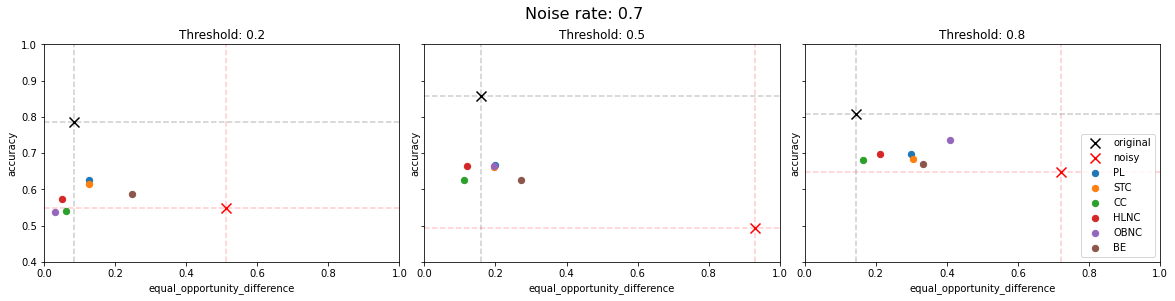 Noise rate: 0.7
Threshold: 0.2
1.0
0.9
0.8
0.7
0.6
0.5
0.4
accuracy
0.0 0.2 0.4 0.6 0.8 1.0
equal_opportunity_difference
Threshold: 0.5
accuracy
0.0 0.2 0.4 0.6 0.8 1.0
equal_opportunity_difference
Threshold: 0.8
accuracy
original
noisy
PL
STC
CC
HLNC
OBNC
BE
0.0 0.2 0.4 0.6 0.8 1.0
equal_opportunity_difference